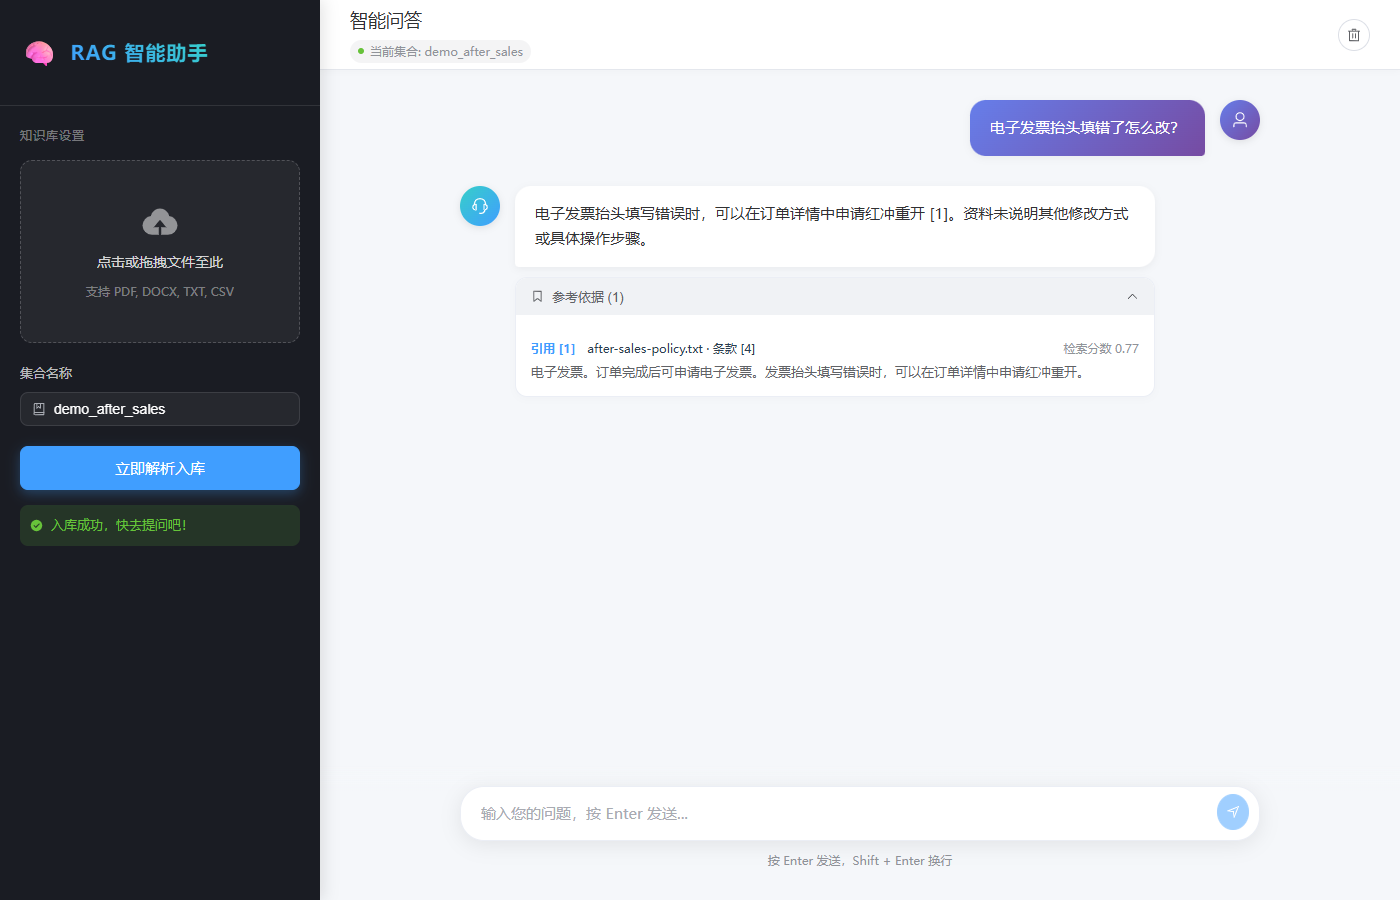 RAG 智能助手
知识库设置
点击或拖拽文件至此
支持 PDF, DOCX, TXT, CSV
集合名称
demo_after_sales
立即解析入库
入库成功，快去提问吧！
智能问答
当前集合: demo_after_sales
电子发票抬头填错了怎么改？
电子发票抬头填写错误时，可以在订单详情中申请红冲重开 [1]。资料未说明其他修改方式
或具体操作步骤。
参考依据 (1)
引用 [1] after-sales-policy.txt · 条款 [4] 检索分数 0.77
电子发票。订单完成后可申请电子发票。发票抬头填写错误时，可以在订单详情中申请红冲重开。
输入您的问题，按 Enter 发送...
按 Enter 发送，Shift + Enter 换行